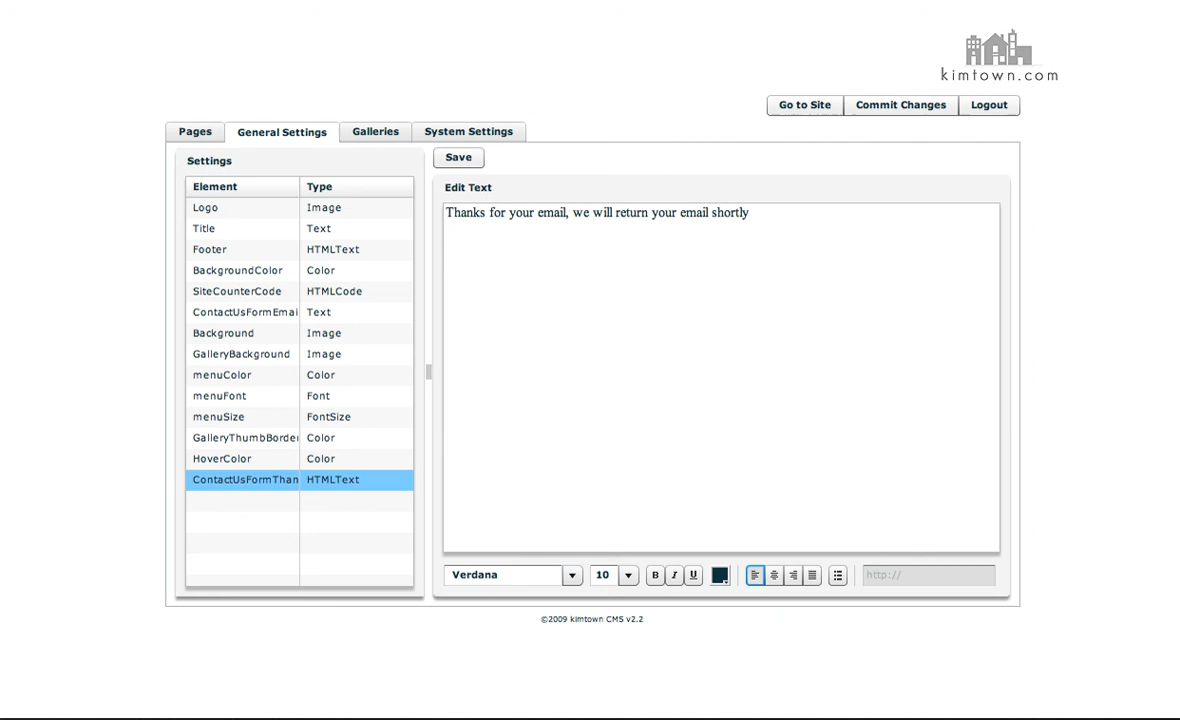 kimtown.com
Go to Site Commit Changes Logout
Pages General Settings Galleries System Settings
Settings
Save
Element Type
Edit Text
Logo Image
Thanks for your email, we will return your email shortly
Title Text
Footer HTMLText
BackgroundColor Color
SiteCounterCode HTMLCode
ContactUsFormEmai Text
Background Image
GalleryBackground Image
menuColor Color
menuFont Font
menuSize FontSize
GalleryThumbBorder Color
HoverColor Color
ContactUsFormThan HTMLText
Verdana 10 B I U http://
©2009 kimtown CMS v2.2